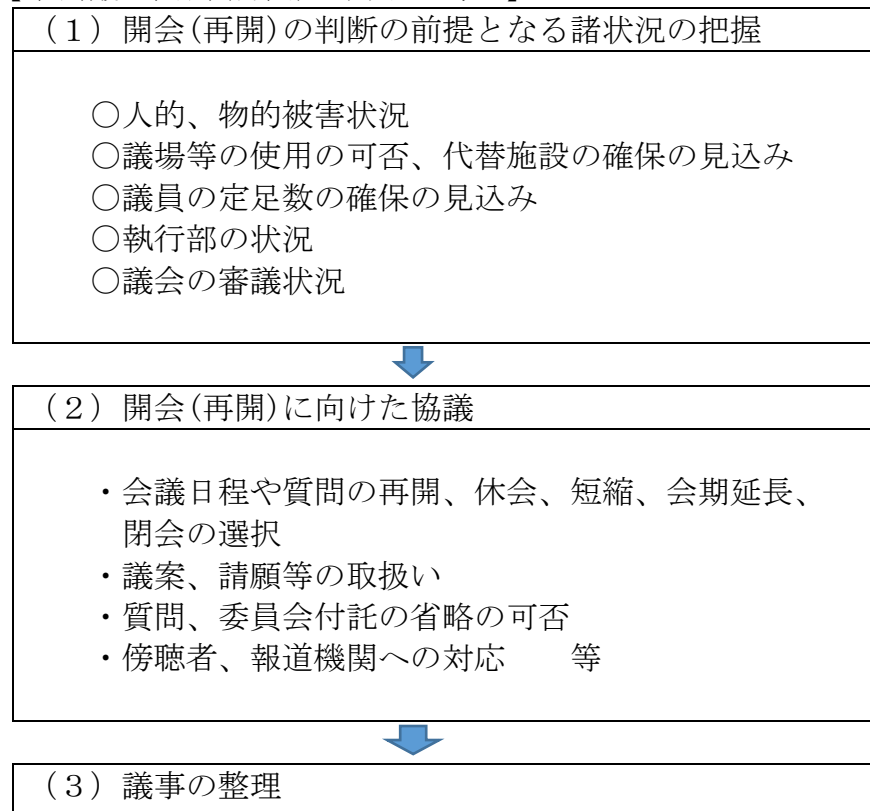 (１) 開会(再開)の判断の前提となる諸状況の把握
○人的、物的被害状況
○議場等の使用の可否、代替施設の確保の見込み
○議員の定足数の確保の見込み
○執行部の状況
○議会の審議状況
(２) 開会(再開)に向けた協議
・会議日程や質問の再開、休会、短縮、会期延長、
閉会の選択
・議案、請願等の取扱い
・質問、委員会付託の省略の可否
・傍聴者、報道機関への対応　　等
(３) 議事の整理